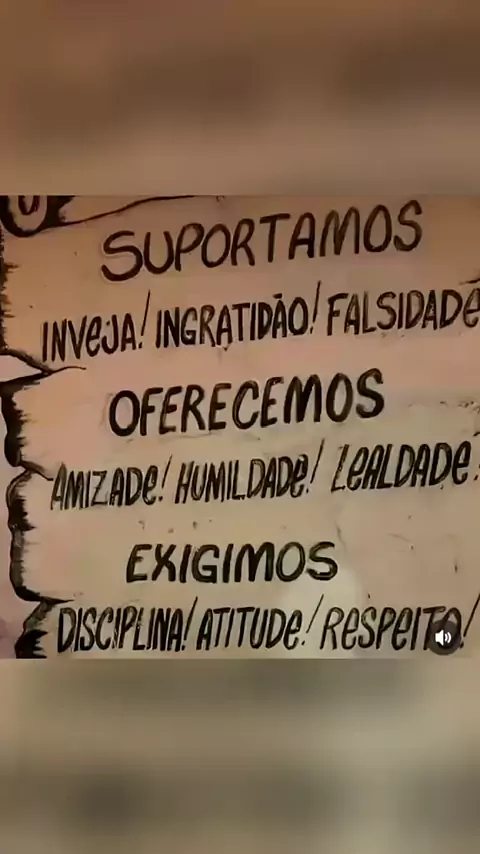 SUPORTAMOS
INVEJA! INGRATIDÃO! FALSIDADE
OFERECEMOS
AMIZADE! HUMILDADE! LEALDADE!
EXIGIMOS
DISCIPLINA! ATITUDE! RESPEITO!